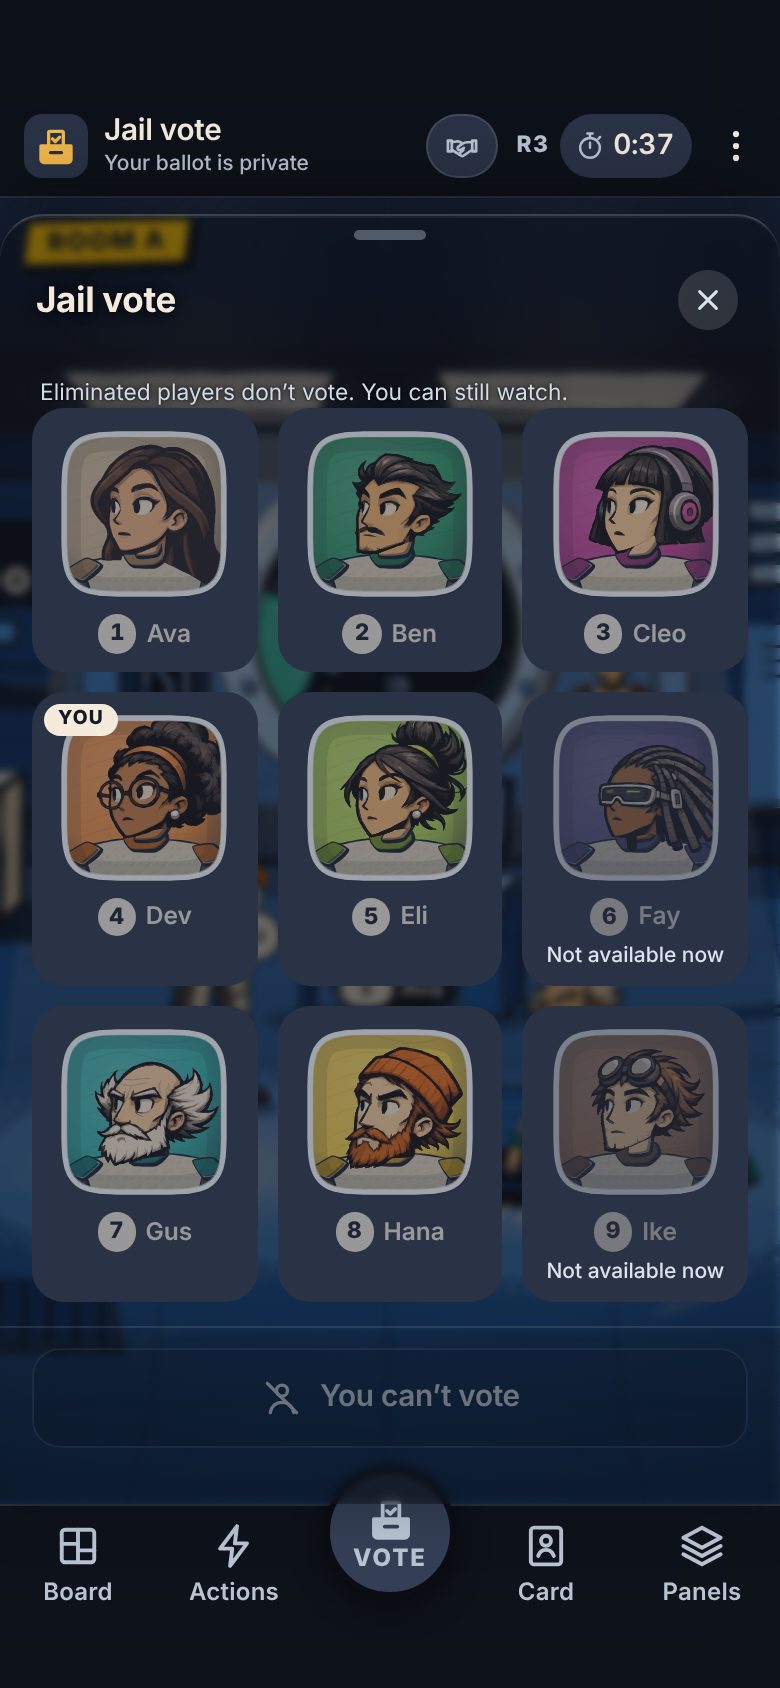 Jail vote
Your ballot is private
R3
0:37
ROOM A
Jail vote
Eliminated players don’t vote. You can still watch.
1 Ava
2 Ben
3 Cleo
YOU
4 Dev
5 Eli
6 Fay
Not available now
7 Gus
8 Hana
9 Ike
Not available now
You can’t vote
VOTE
Board
Actions
Card
Panels